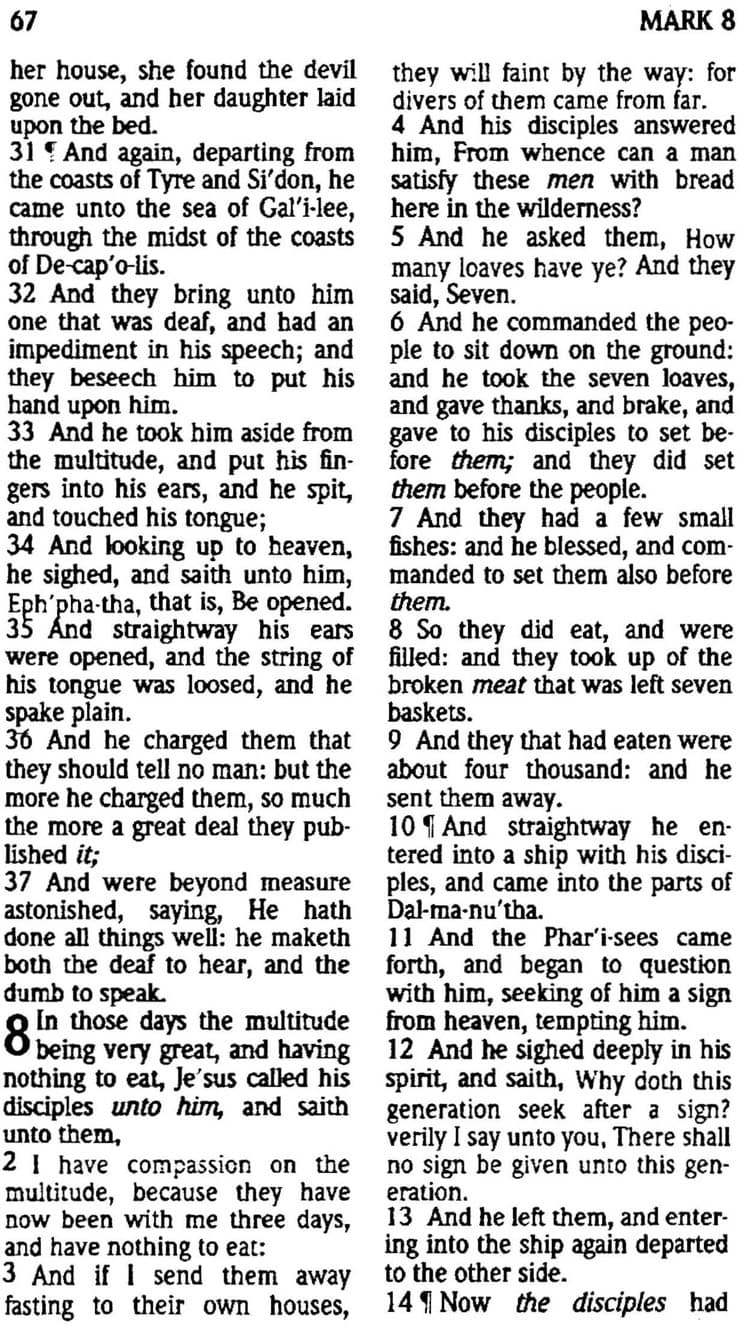 67
MARK 8
her house, she found the devil
gone out, and her daughter laid
upon the bed.
31 ¶ And again, departing from
the coasts of Tyre and Si′don, he
came unto the sea of Gal′i-lee,
through the midst of the coasts
of De-cap′o-lis.
32 And they bring unto him
one that was deaf, and had an
impediment in his speech; and
they beseech him to put his
hand upon him.
33 And he took him aside from
the multitude, and put his fin-
gers into his ears, and he spit,
and touched his tongue;
34 And looking up to heaven,
he sighed, and saith unto him,
Eph′pha-tha, that is, Be opened.
35 And straightway his ears
were opened, and the string of
his tongue was loosed, and he
spake plain.
36 And he charged them that
they should tell no man: but the
more he charged them, so much
the more a great deal they pub-
lished it;
37 And were beyond measure
astonished, saying, He hath
done all things well: he maketh
both the deaf to hear, and the
dumb to speak.
8 In those days the multitude
being very great, and having
nothing to eat, Je′sus called his
disciples unto him, and saith
unto them,
2 I have compassion on the
multitude, because they have
now been with me three days,
and have nothing to eat:
3 And if I send them away
fasting to their own houses,
they will faint by the way: for
divers of them came from far.
4 And his disciples answered
him, From whence can a man
satisfy these men with bread
here in the wilderness?
5 And he asked them, How
many loaves have ye? And they
said, Seven.
6 And he commanded the peo-
ple to sit down on the ground:
and he took the seven loaves,
and gave thanks, and brake, and
gave to his disciples to set be-
fore them; and they did set
them before the people.
7 And they had a few small
fishes: and he blessed, and com-
manded to set them also before
them.
8 So they did eat, and were
filled: and they took up of the
broken meat that was left seven
baskets.
9 And they that had eaten were
about four thousand: and he
sent them away.
10 ¶ And straightway he en-
tered into a ship with his disci-
ples, and came into the parts of
Dal-ma-nu′tha.
11 And the Phar′i-sees came
forth, and began to question
with him, seeking of him a sign
from heaven, tempting him.
12 And he sighed deeply in his
spirit, and saith, Why doth this
generation seek after a sign?
verily I say unto you, There shall
no sign be given unto this gen-
eration.
13 And he left them, and enter-
ing into the ship again departed
to the other side.
14 ¶ Now the disciples had